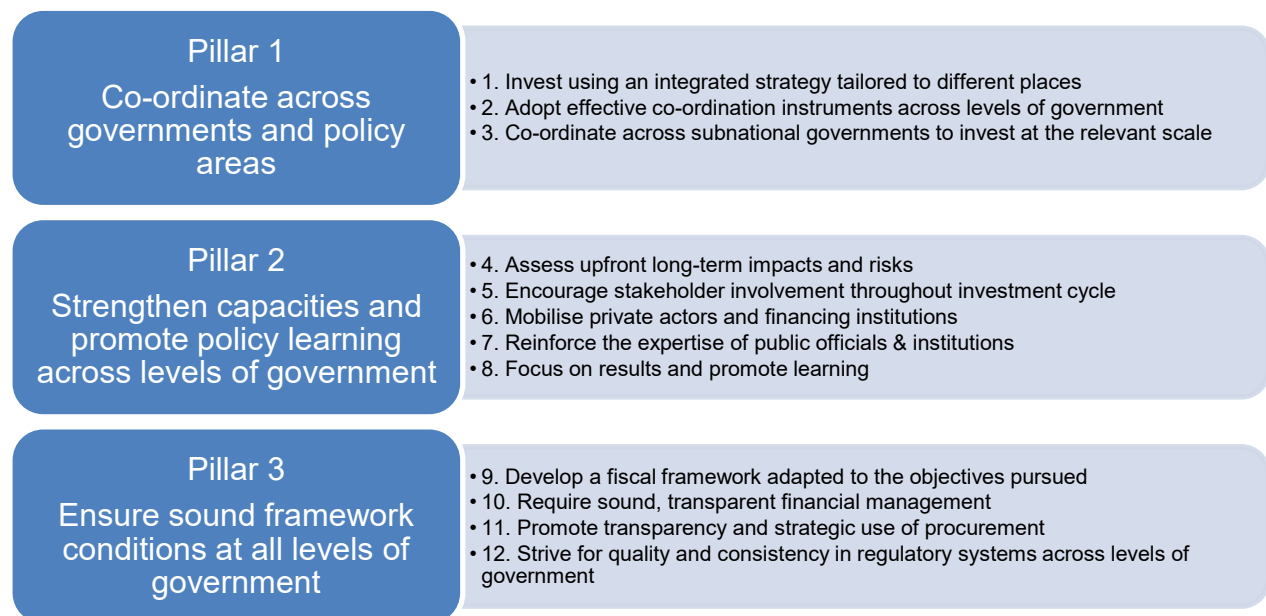 Pillar 1
Co-ordinate across
governments and policy
areas
• 1. Invest using an integrated strategy tailored to different places
• 2. Adopt effective co-ordination instruments across levels of government
• 3. Co-ordinate across subnational governments to invest at the relevant scale
Pillar 2
Strengthen capacities and
promote policy learning
across levels of government
• 4. Assess upfront long-term impacts and risks
• 5. Encourage stakeholder involvement throughout investment cycle
• 6. Mobilise private actors and financing institutions
• 7. Reinforce the expertise of public officials & institutions
• 8. Focus on results and promote learning
Pillar 3
Ensure sound framework
conditions at all levels of
government
• 9. Develop a fiscal framework adapted to the objectives pursued
• 10. Require sound, transparent financial management
• 11. Promote transparency and strategic use of procurement
• 12. Strive for quality and consistency in regulatory systems across levels of
government